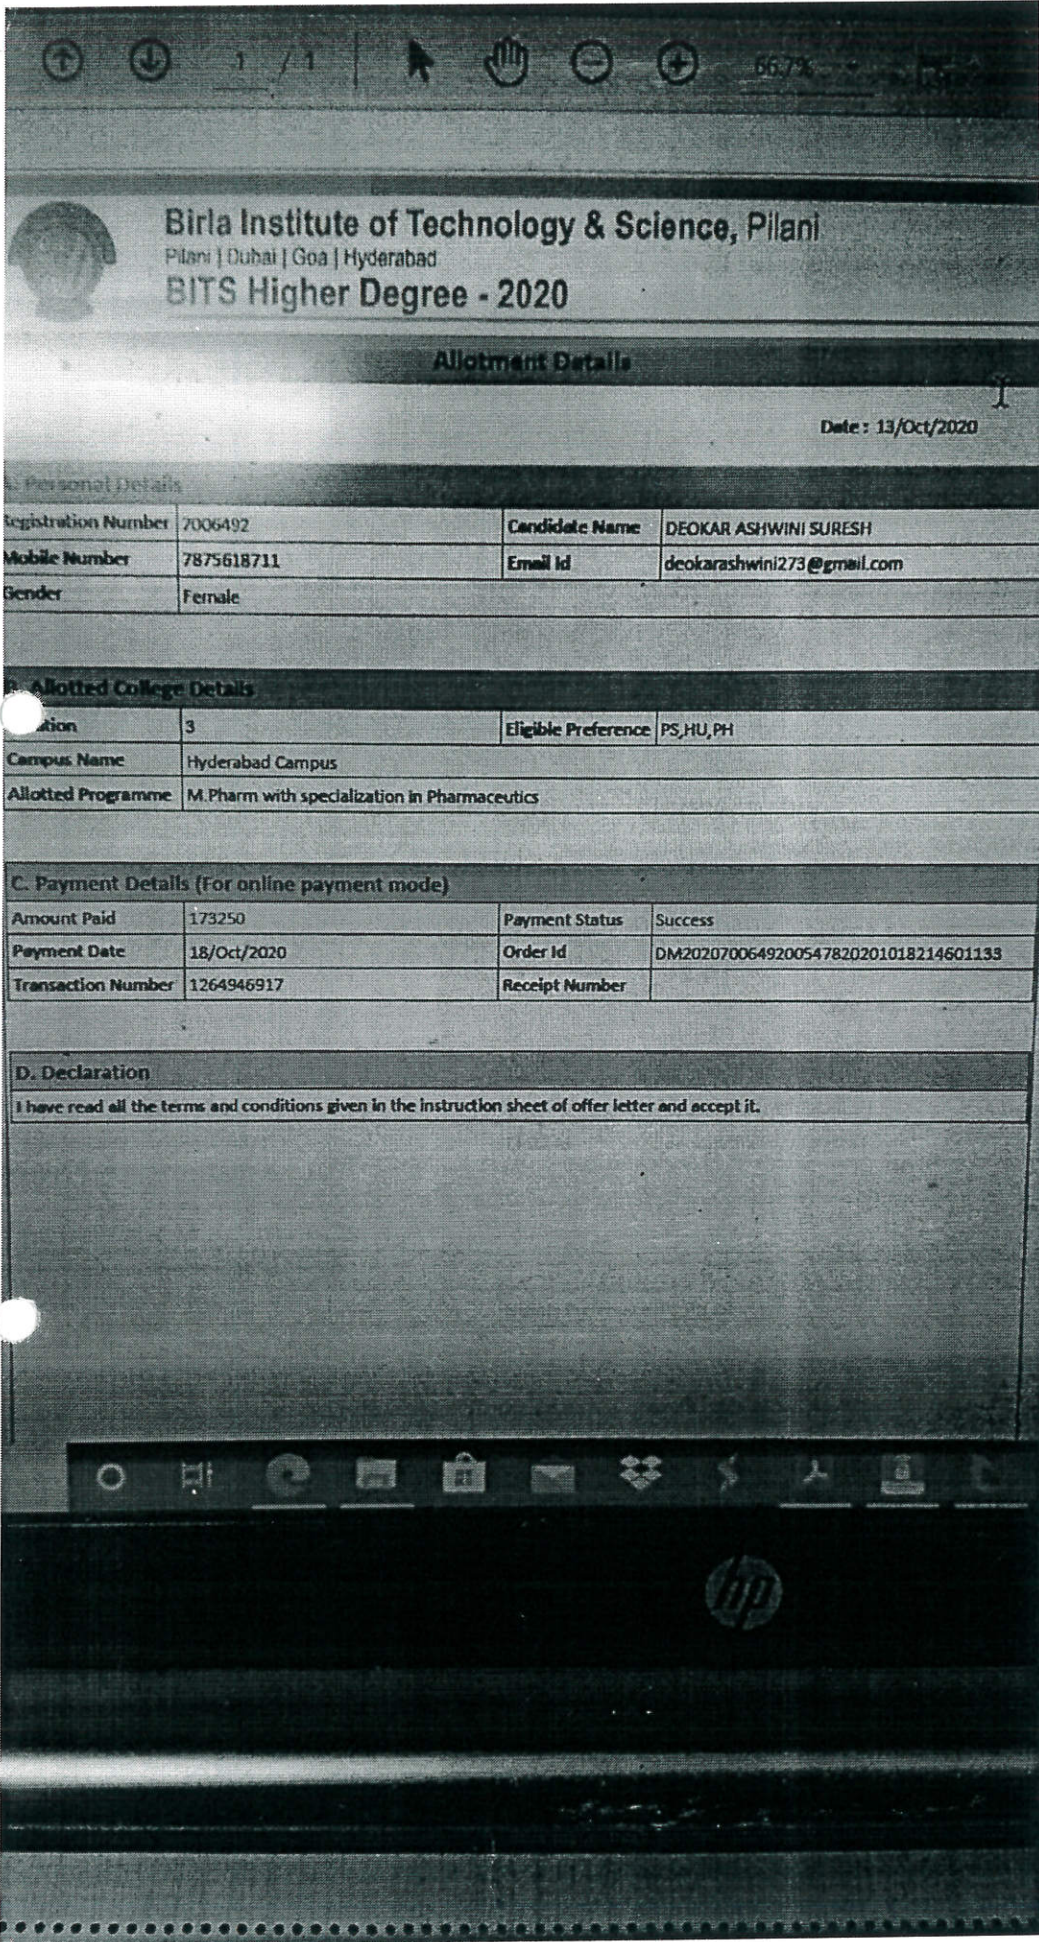 1 / 1 66.7%
Birla Institute of Technology & Science, Pilani
Pilani | Dubai | Goa | Hyderabad
BITS Higher Degree - 2020
Allotment Details
Date : 13/Oct/2020
Personal Details
Registration Number 7006492 Candidate Name DEOKAR ASHWINI SURESH
Mobile Number 7875618711 Email Id deokarashwini273@gmail.com
Gender Female
B. Allotted College Details
3 Eligible Preference PS,HU,PH
Campus Name Hyderabad Campus
Allotted Programme M.Pharm with specialization in Pharmaceutics
C. Payment Details (For online payment mode)
Amount Paid 173250 Payment Status Success
Payment Date 18/Oct/2020 Order Id DM20207006492005478202010182146​01133
Transaction Number 1264946917 Receipt Number
D. Declaration
I have read all the terms and conditions given in the instruction sheet of offer letter and accept it.
hp